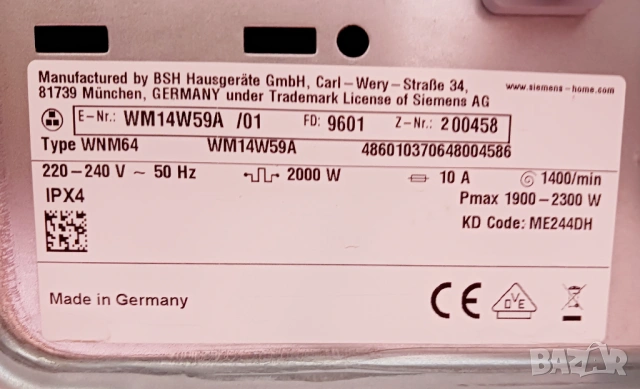 Manufactured by BSH Hausgeräte GmbH, Carl-Wery-Straße 34,
81739 München, GERMANY under Trademark License of Siemens AG
www.siemens-home.com
E-Nr.: WM14W59A /01 FD: 9601 Z-Nr.: 200458
Type WNM64 WM14W59A 486010370648004586
220-240 V ~ 50 Hz 2000 W 10 A 1400/min
IPX4 Pmax 1900-2300 W
KD Code: ME244DH
Made in Germany CE DVE
BAZAR